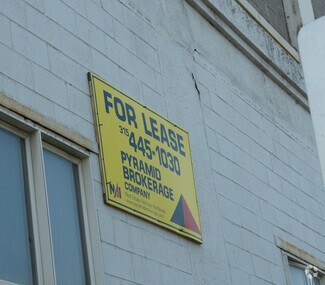 FOR LEASE
315 445-1030
PYRAMID
BROKERAGE
COMPANY